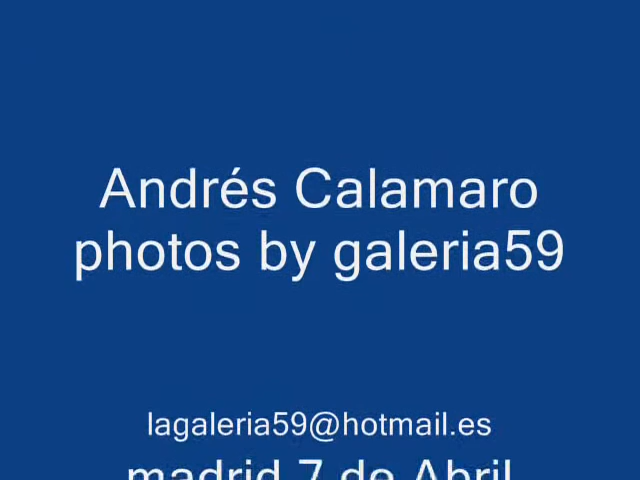 Andrés Calamaro
photos by galeria59
lagaleria59@hotmail.es
madrid 7 de Abril